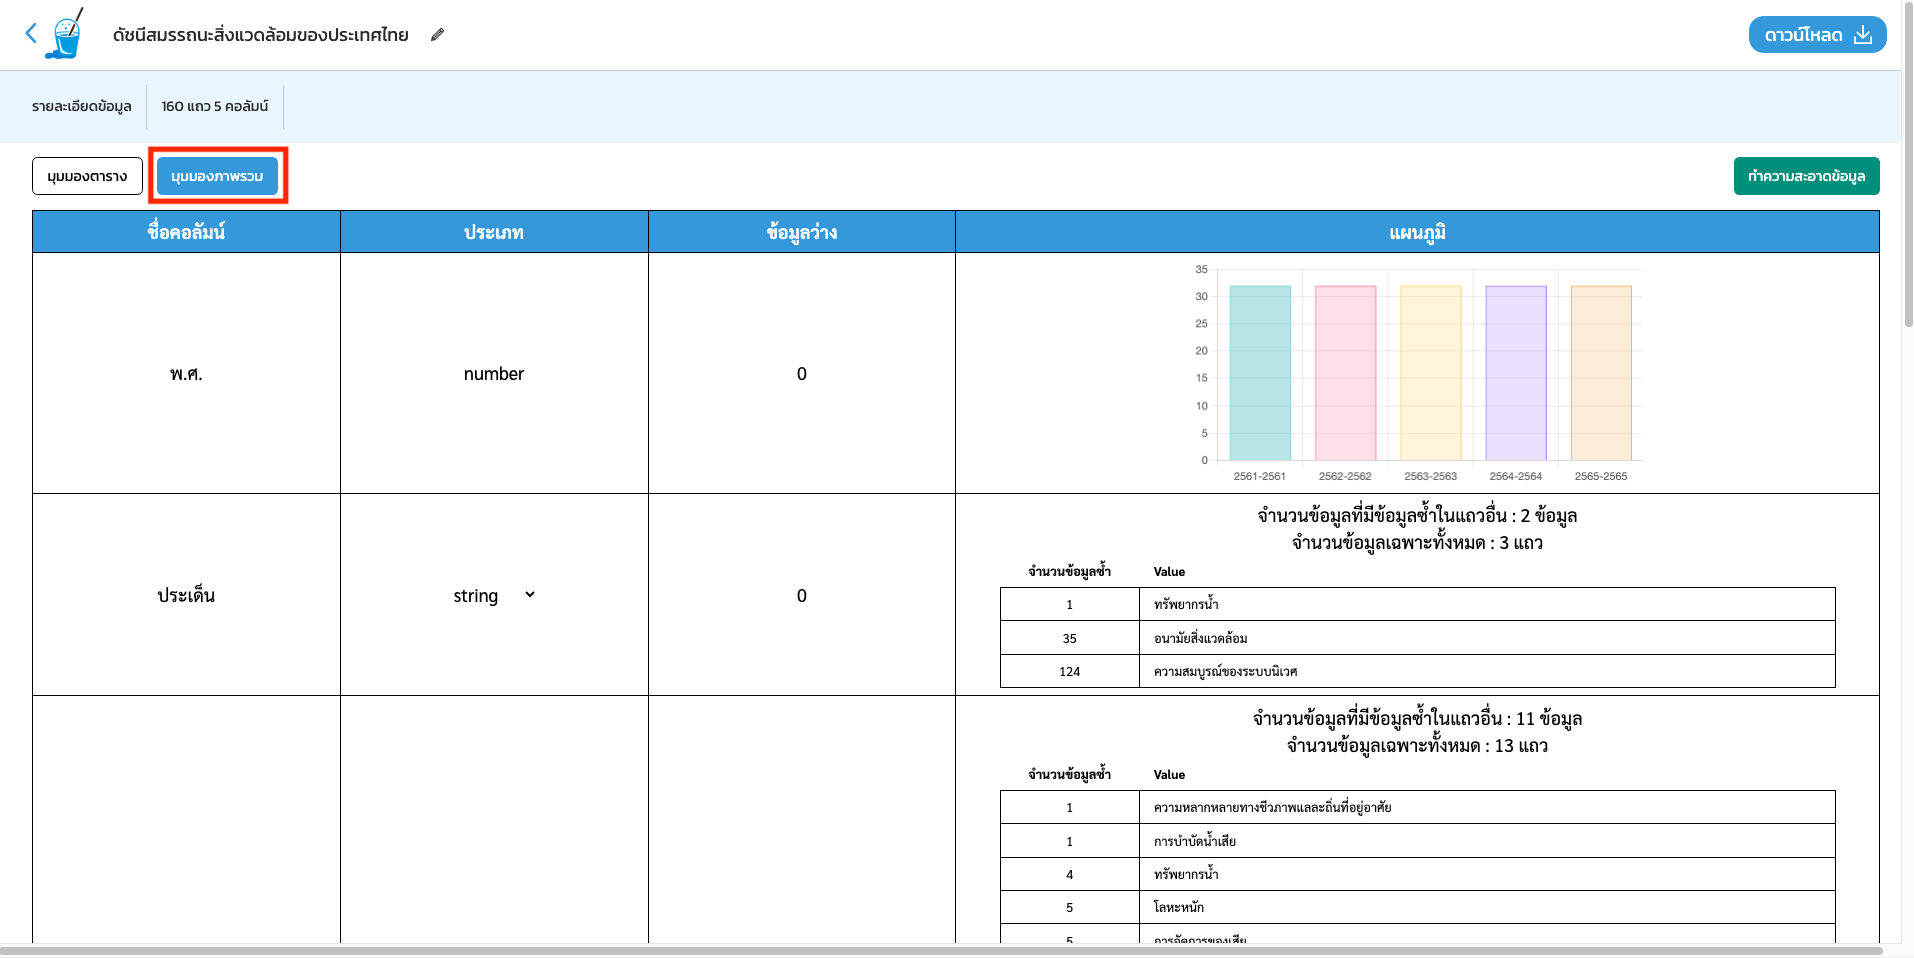 ดัชนีสมรรถนะสิ่งแวดล้อมของประเทศไทย
ดาวน์โหลด
รายละเอียดข้อมูล
160 แถว 5 คอลัมน์
มุมมองตาราง
มุมมองภาพรวม
ทำความสะอาดข้อมูล
ชื่อคอลัมน์ ประเภท ข้อมูลว่าง แผนภูมิ
พ.ศ. number 0
35
30
25
20
15
10
5
0
2561-2561 2562-2562 2563-2563 2564-2564 2565-2565
ประเด็น string 0
จำนวนข้อมูลที่มีข้อมูลซ้ำในแถวอื่น : 2 ข้อมูล
จำนวนข้อมูลเฉพาะทั้งหมด : 3 แถว
จำนวนข้อมูลซ้ำ Value
1 ทรัพยากรน้ำ
35 อนามัยสิ่งแวดล้อม
124 ความสมบูรณ์ของระบบนิเวศ
จำนวนข้อมูลที่มีข้อมูลซ้ำในแถวอื่น : 11 ข้อมูล
จำนวนข้อมูลเฉพาะทั้งหมด : 13 แถว
จำนวนข้อมูลซ้ำ Value
1 ความหลากหลายทางชีวภาพแลละถิ่นที่อยู่อาศัย
1 การบำบัดน้ำเสีย
4 ทรัพยากรน้ำ
5 โลหะหนัก
5 การจัดการของเสีย